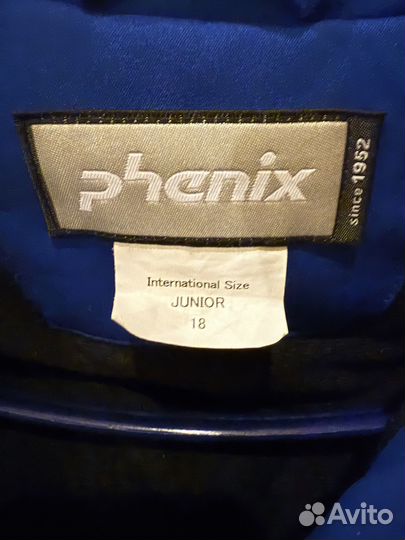 phenix
since 1952
International Size
JUNIOR
18
Avito